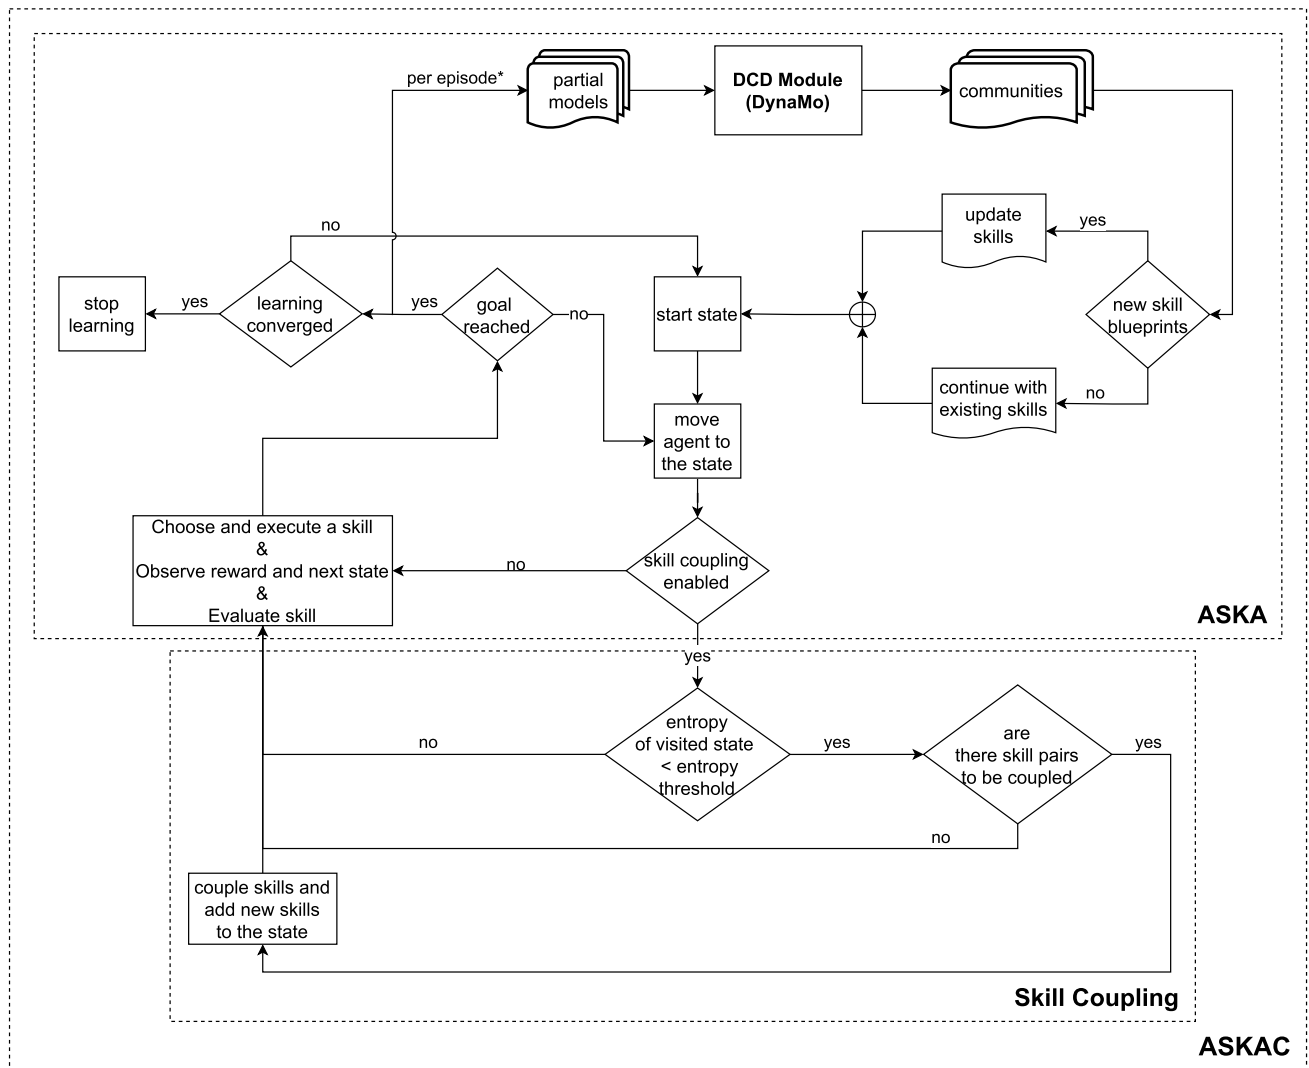 per episode*
partial
models
DCD Module
(DynaMo)
communities
no
update
skills
yes
stop
learning
yes
learning
converged
yes
goal
reached
no
start state
new skill
blueprints
continue with
existing skills
no
move
agent to
the state
Choose and execute a skill
&
Observe reward and next state
&
Evaluate skill
no
skill coupling
enabled
ASKA
yes
entropy
of visited state
< entropy
threshold
no
yes
are
there skill pairs
to be coupled
yes
no
couple skills and
add new skills
to the state
Skill Coupling
ASKAC